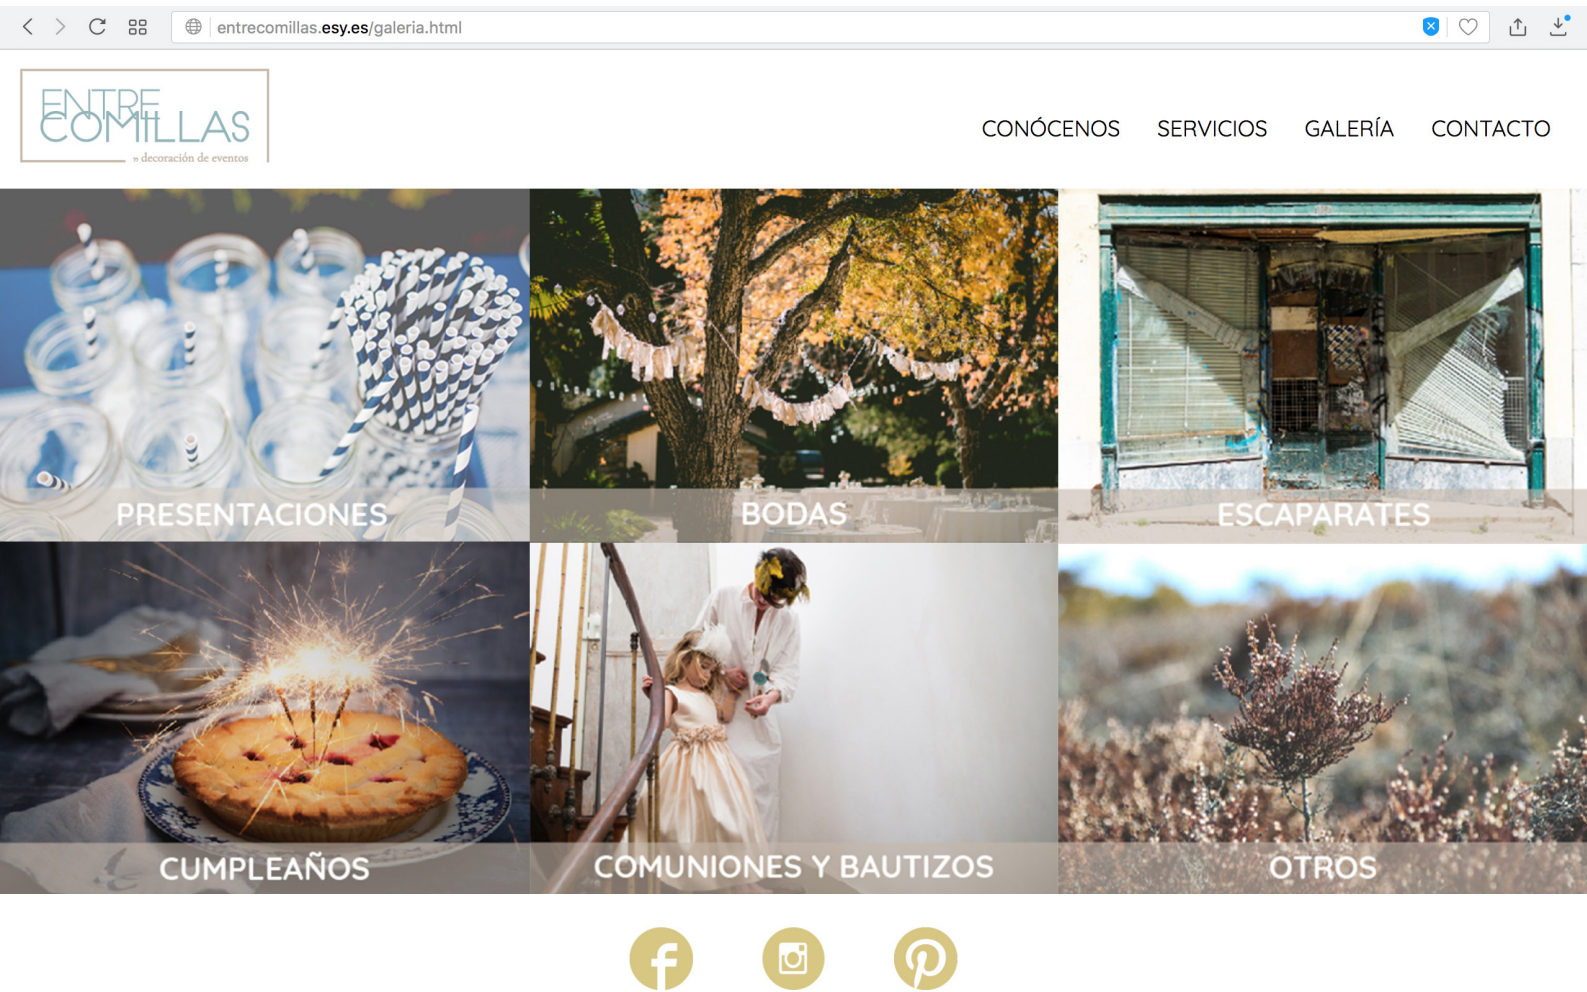 entrecomillas.esy.es/galeria.html
ENTRE
COMILLAS
" decoración de eventos
CONÓCENOS SERVICIOS GALERÍA CONTACTO
PRESENTACIONES BODAS ESCAPARATES
CUMPLEAÑOS COMUNIONES Y BAUTIZOS OTROS